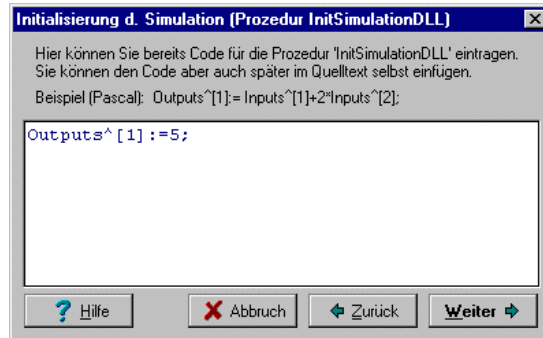 Initialisierung d. Simulation (Prozedur InitSimulationDLL)
Hier können Sie bereits Code für die Prozedur 'InitSimulationDLL' eintragen.
Sie können den Code aber auch später im Quelltext selbst einfügen.
Beispiel (Pascal): Outputs^[1]:= Inputs^[1]+2*Inputs^[2];
Outputs^[1]:=5;
? Hilfe
Abbruch
Zurück
Weiter